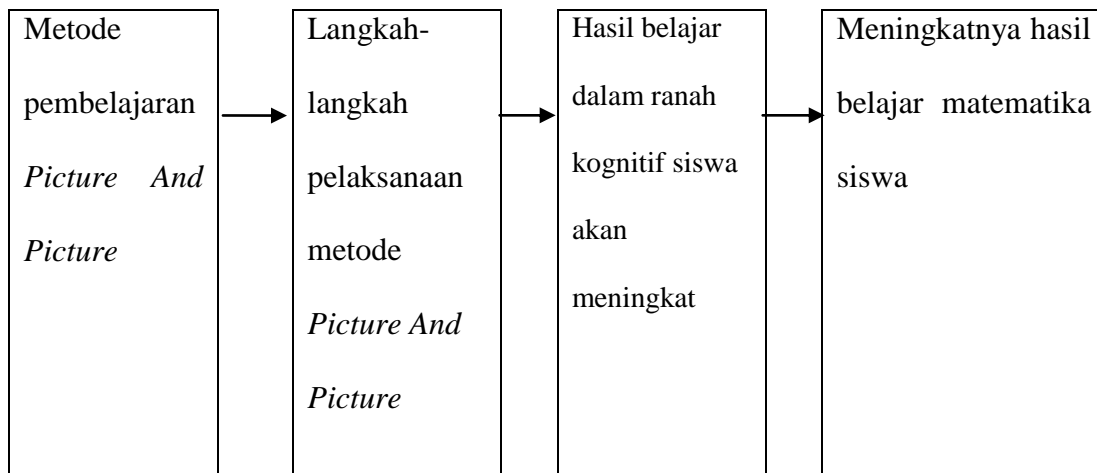 Metode
pembelajaran
Picture And
Picture
Langkah-
langkah
pelaksanaan
metode
Picture And
Picture
Hasil belajar
dalam ranah
kognitif siswa
akan
meningkat
Meningkatnya hasil
belajar matematika
siswa